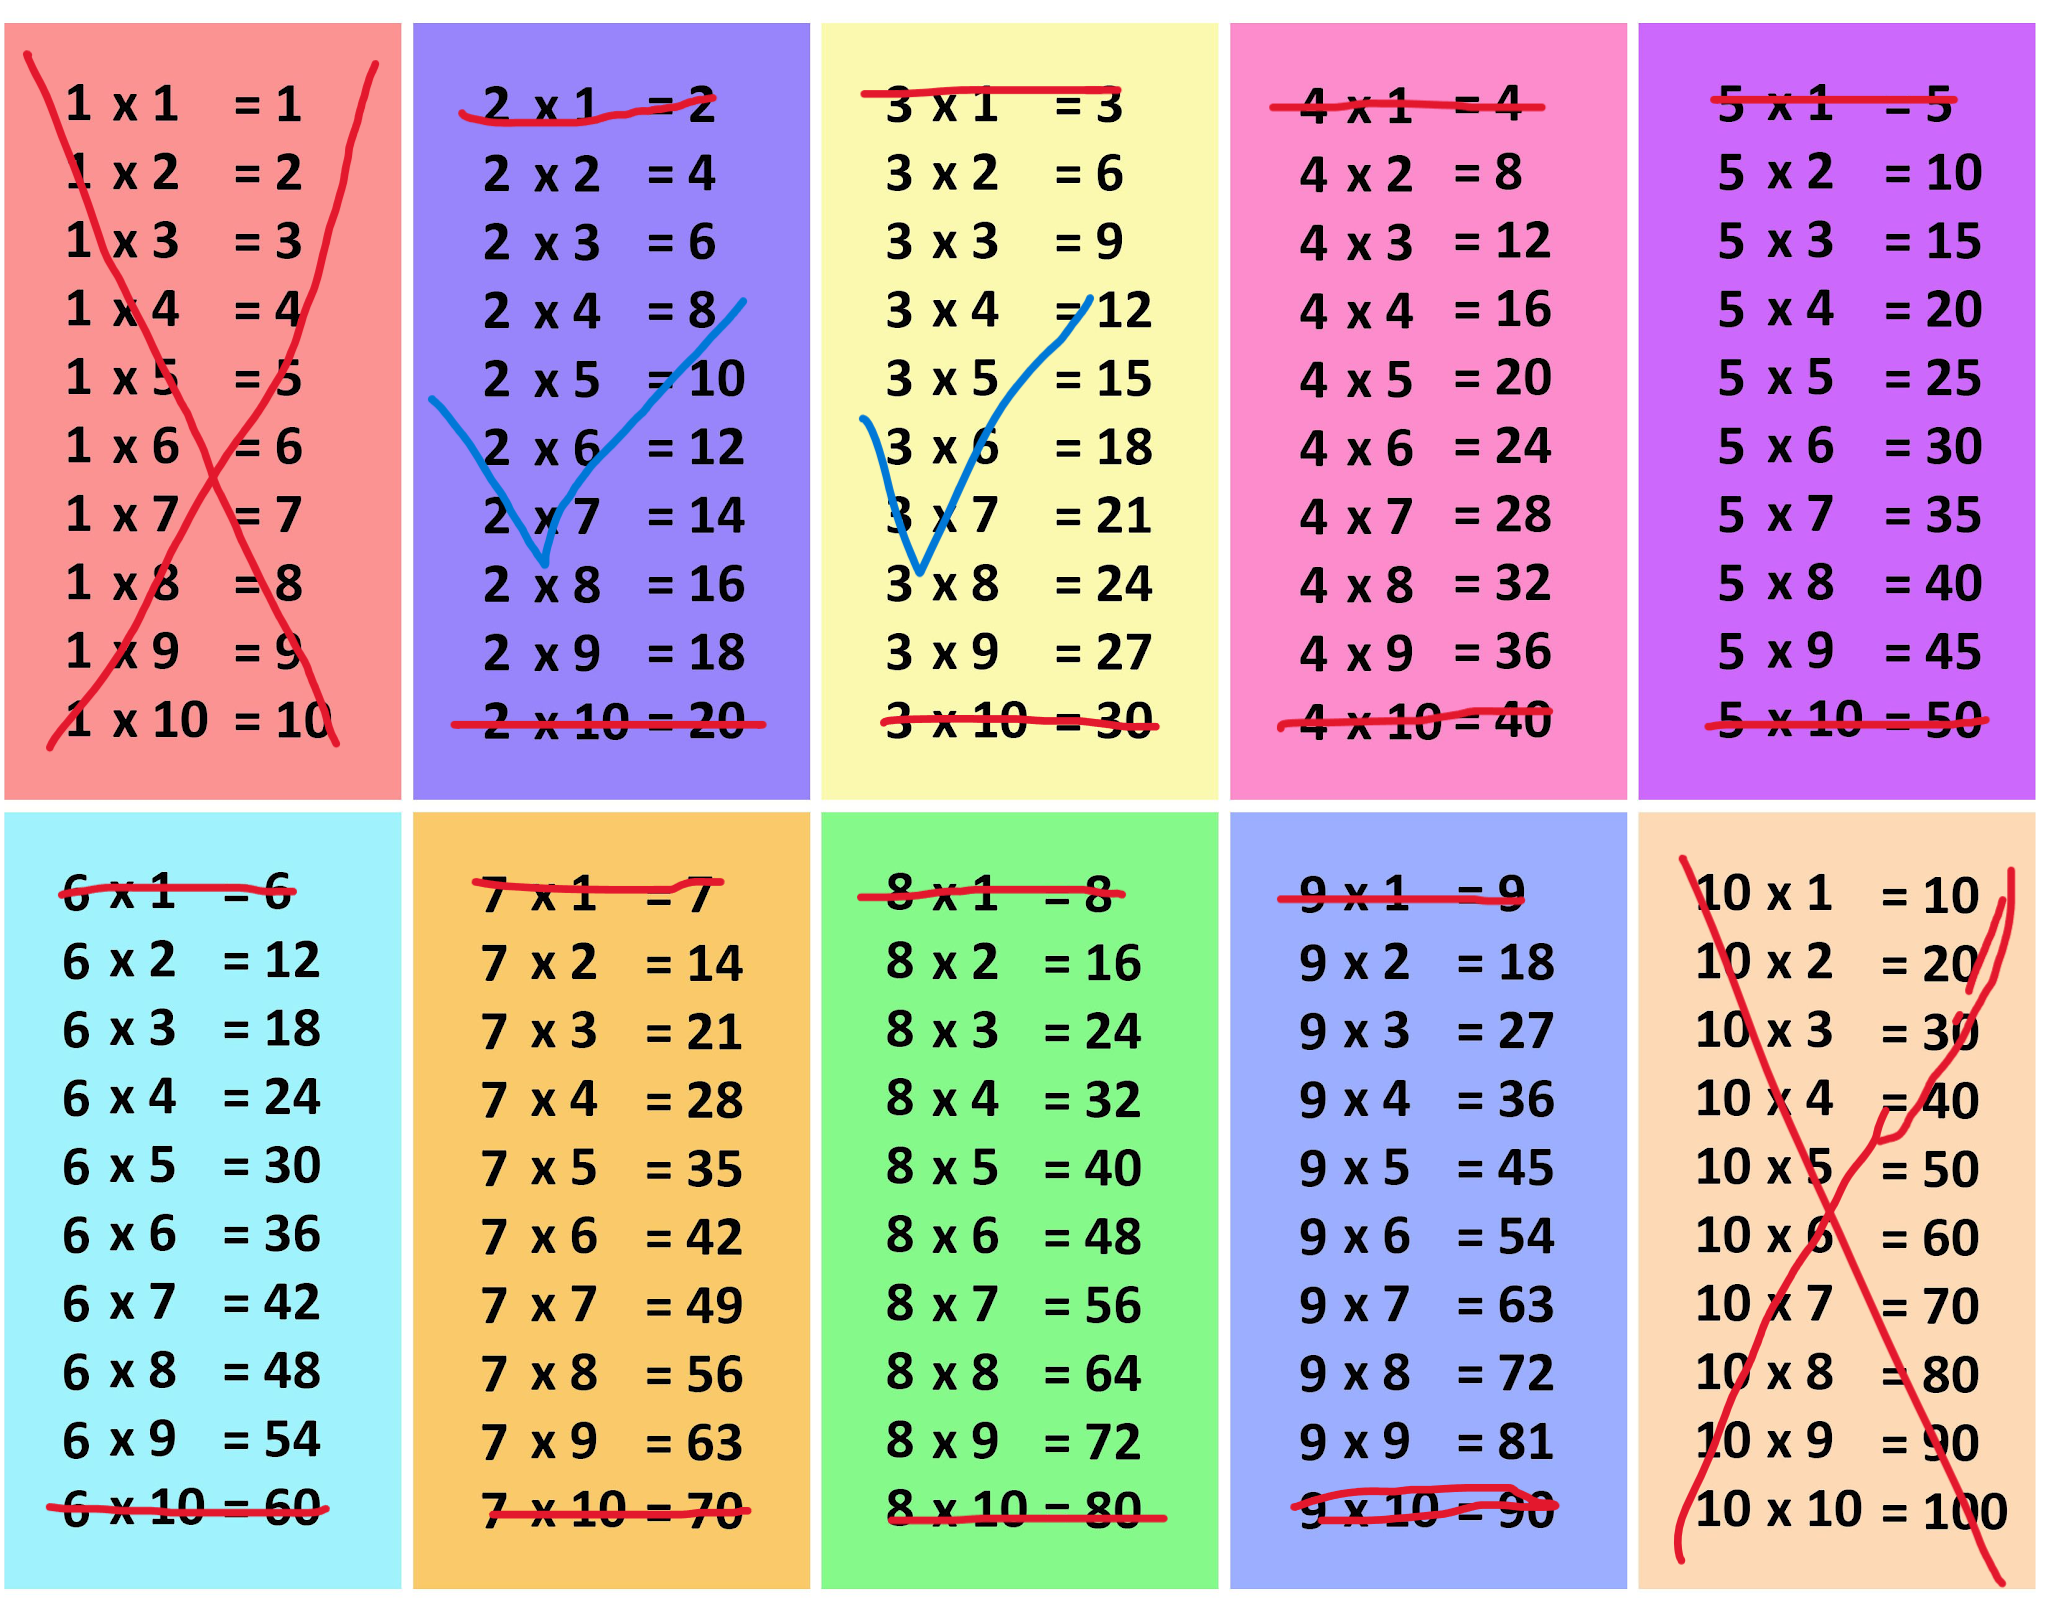 1 x 1 = 1
1 x 2 = 2
1 x 3 = 3
1 x 4 = 4
1 x 5 = 5
1 x 6 = 6
1 x 7 = 7
1 x 8 = 8
1 x 9 = 9
1 x 10 = 10
2 x 1 = 2
2 x 2 = 4
2 x 3 = 6
2 x 4 = 8
2 x 5 = 10
2 x 6 = 12
2 x 7 = 14
2 x 8 = 16
2 x 9 = 18
2 x 10 = 20
3 x 1 = 3
3 x 2 = 6
3 x 3 = 9
3 x 4 = 12
3 x 5 = 15
3 x 6 = 18
3 x 7 = 21
3 x 8 = 24
3 x 9 = 27
3 x 10 = 30
4 x 1 = 4
4 x 2 = 8
4 x 3 = 12
4 x 4 = 16
4 x 5 = 20
4 x 6 = 24
4 x 7 = 28
4 x 8 = 32
4 x 9 = 36
4 x 10 = 40
5 x 1 = 5
5 x 2 = 10
5 x 3 = 15
5 x 4 = 20
5 x 5 = 25
5 x 6 = 30
5 x 7 = 35
5 x 8 = 40
5 x 9 = 45
5 x 10 = 50
6 x 1 = 6
6 x 2 = 12
6 x 3 = 18
6 x 4 = 24
6 x 5 = 30
6 x 6 = 36
6 x 7 = 42
6 x 8 = 48
6 x 9 = 54
6 x 10 = 60
7 x 1 = 7
7 x 2 = 14
7 x 3 = 21
7 x 4 = 28
7 x 5 = 35
7 x 6 = 42
7 x 7 = 49
7 x 8 = 56
7 x 9 = 63
7 x 10 = 70
8 x 1 = 8
8 x 2 = 16
8 x 3 = 24
8 x 4 = 32
8 x 5 = 40
8 x 6 = 48
8 x 7 = 56
8 x 8 = 64
8 x 9 = 72
8 x 10 = 80
9 x 1 = 9
9 x 2 = 18
9 x 3 = 27
9 x 4 = 36
9 x 5 = 45
9 x 6 = 54
9 x 7 = 63
9 x 8 = 72
9 x 9 = 81
9 x 10 = 90
10 x 1 = 10
10 x 2 = 20
10 x 3 = 30
10 x 4 = 40
10 x 5 = 50
10 x 6 = 60
10 x 7 = 70
10 x 8 = 80
10 x 9 = 90
10 x 10 = 100